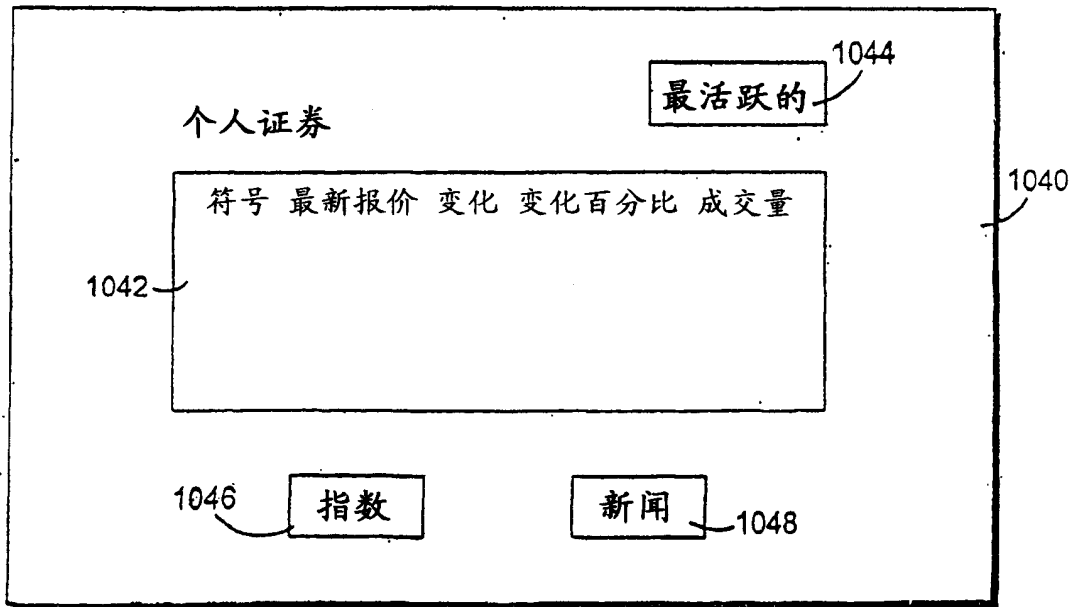 1044
最活跃的
个人证券
符号 最新报价 变化 变化百分比 成交量
1040
1042
1046
指数
新闻
1048